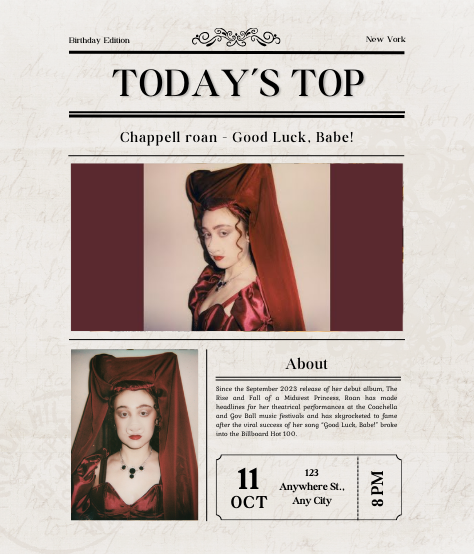 Birthday Edition
New York
TODAY'S TOP
Chappell roan - Good Luck, Babe!
About
Since the September 2023 release of her debut album, The
Rise and Fall of a Midwest Princess, Roan has made
headlines for her theatrical performances at the Coachella
and Gov Ball music festivals and has skyrocketed to fame
after the viral success of her song "Good Luck, Babe!" broke
into the Billboard Hot 100.
11
OCT
123
Anywhere St.,
Any City
8PM